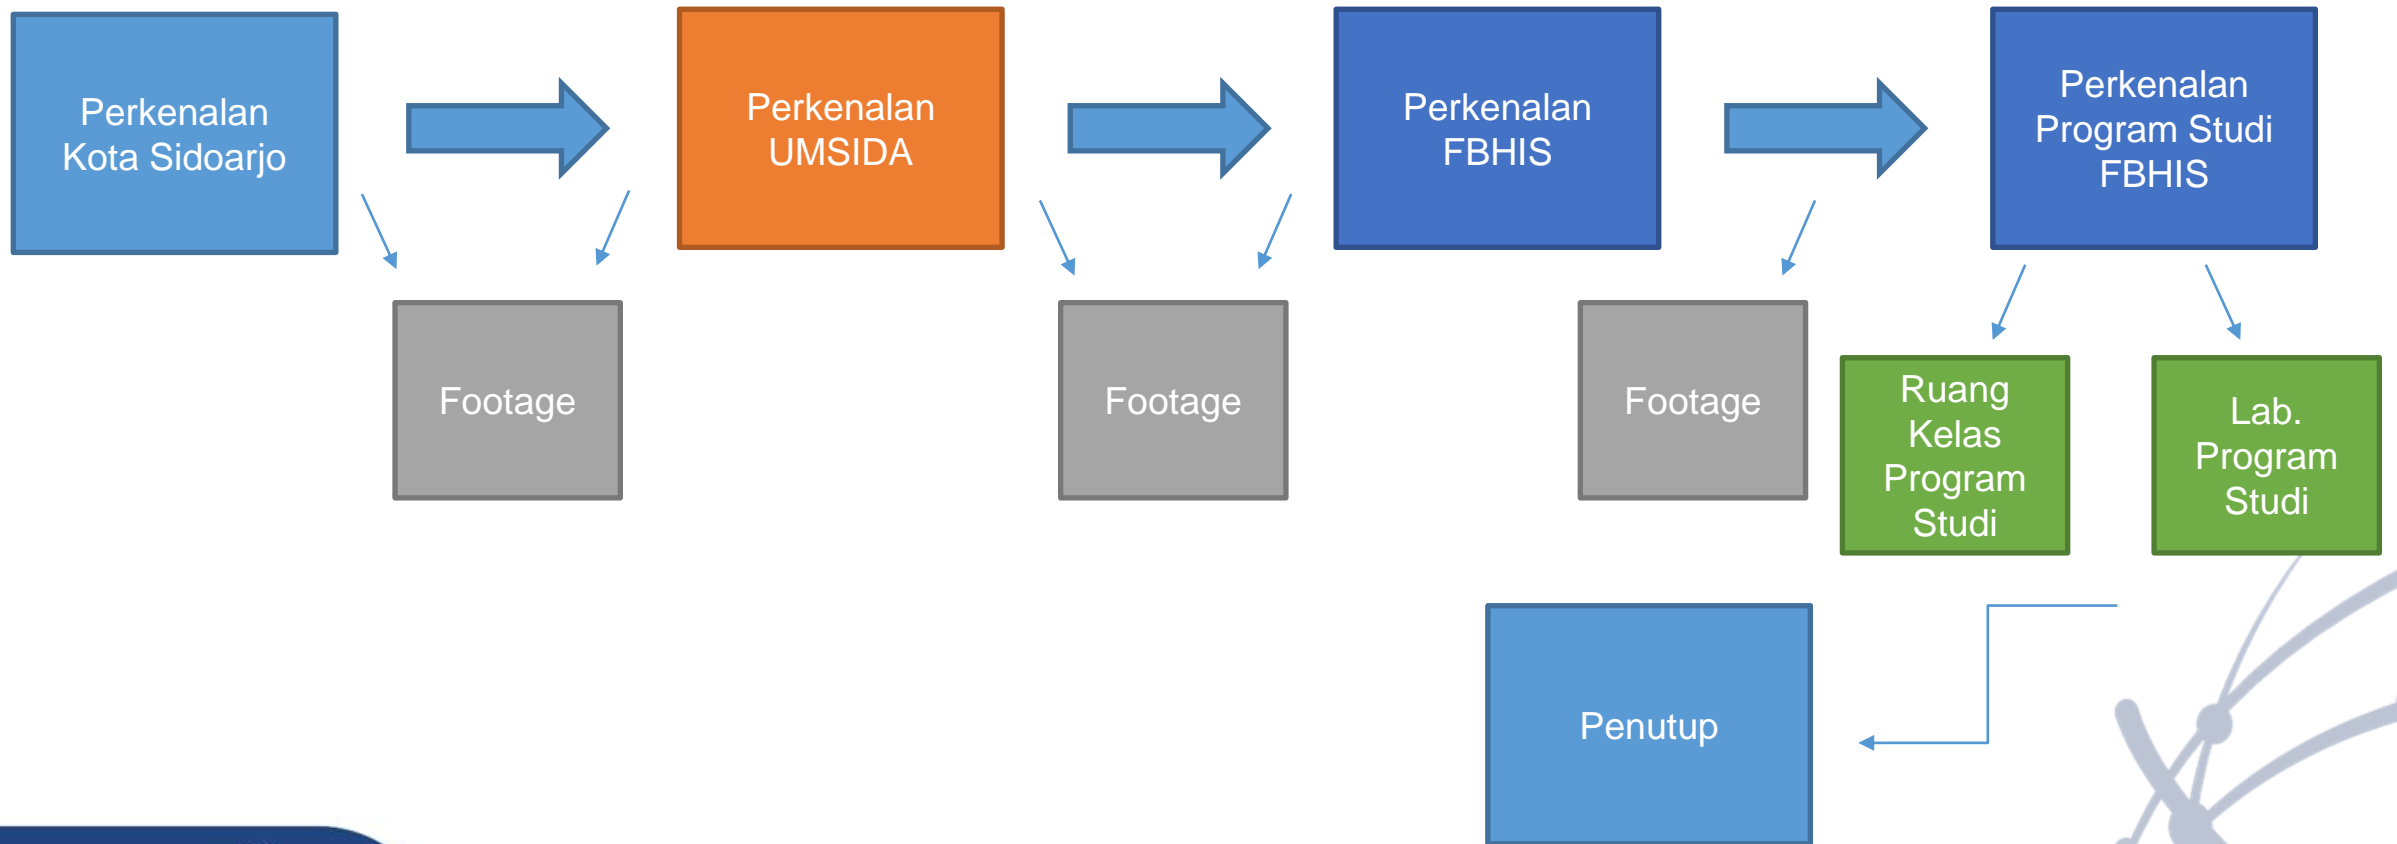 Perkenalan
Kota Sidoarjo
Perkenalan
UMSIDA
Perkenalan
FBHIS
Perkenalan
Program Studi
FBHIS
Footage
Footage
Footage
Ruang
Kelas
Program
Studi
Lab.
Program
Studi
Penutup